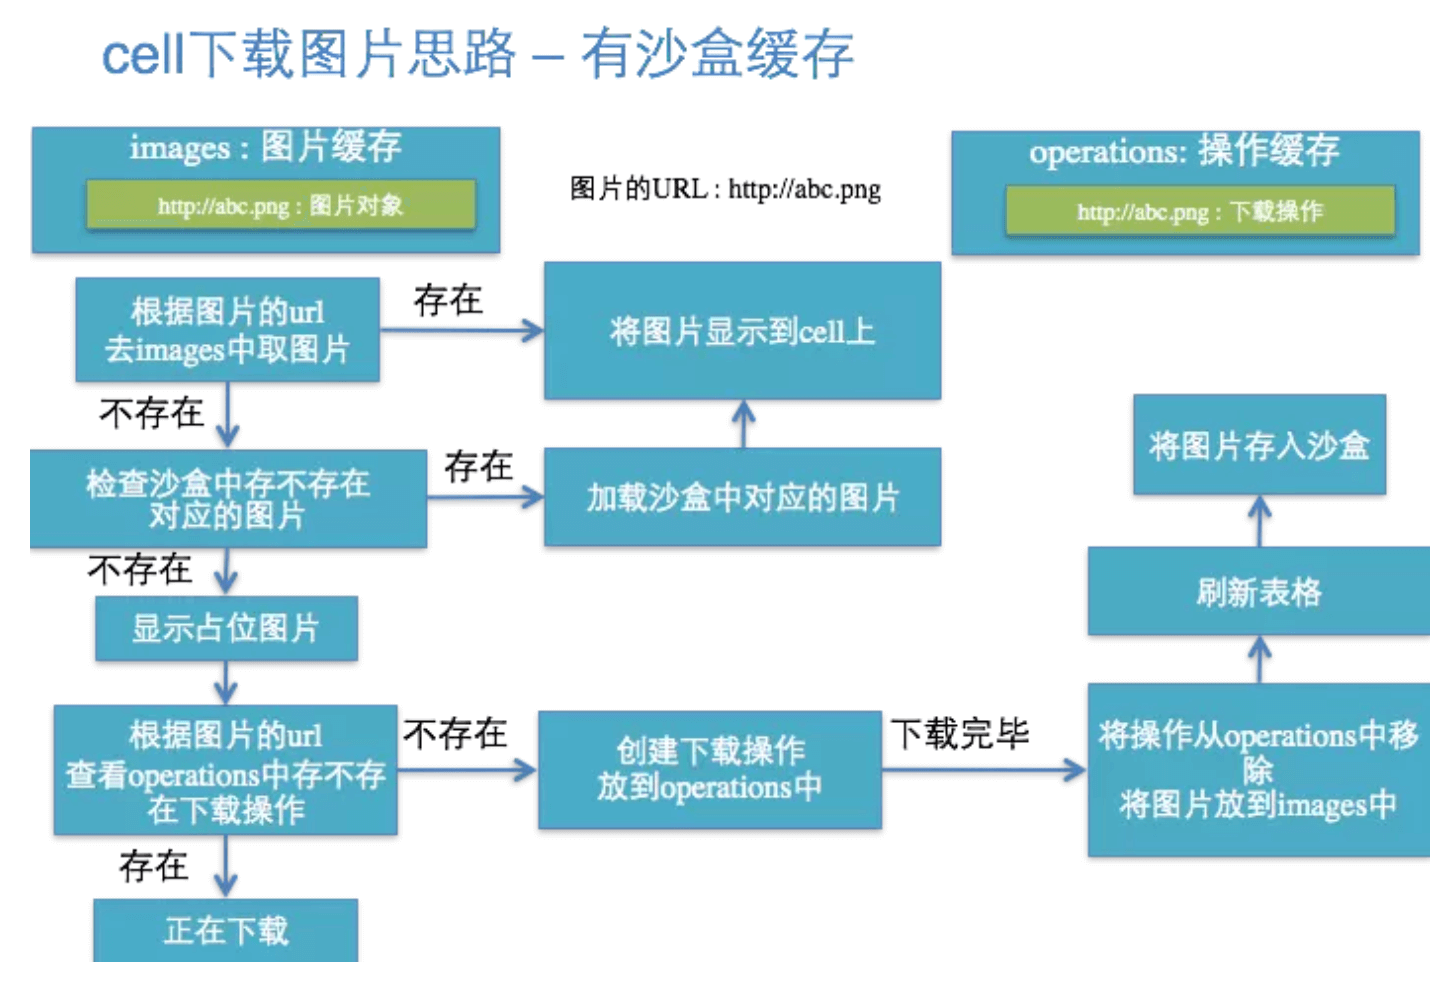 cell下载图片思路 – 有沙盒缓存
images : 图片缓存
http://abc.png : 图片对象
图片的URL : http://abc.png
operations: 操作缓存
http://abc.png : 下载操作
根据图片的url
去images中取图片
存在
将图片显示到cell上
不存在
检查沙盒中存不存在
对应的图片
存在
加载沙盒中对应的图片
将图片存入沙盒
不存在
显示占位图片
刷新表格
根据图片的url
查看operations中存不存
在下载操作
不存在
创建下载操作
放到operations中
下载完毕
将操作从operations中移
除
将图片放到images中
存在
正在下载